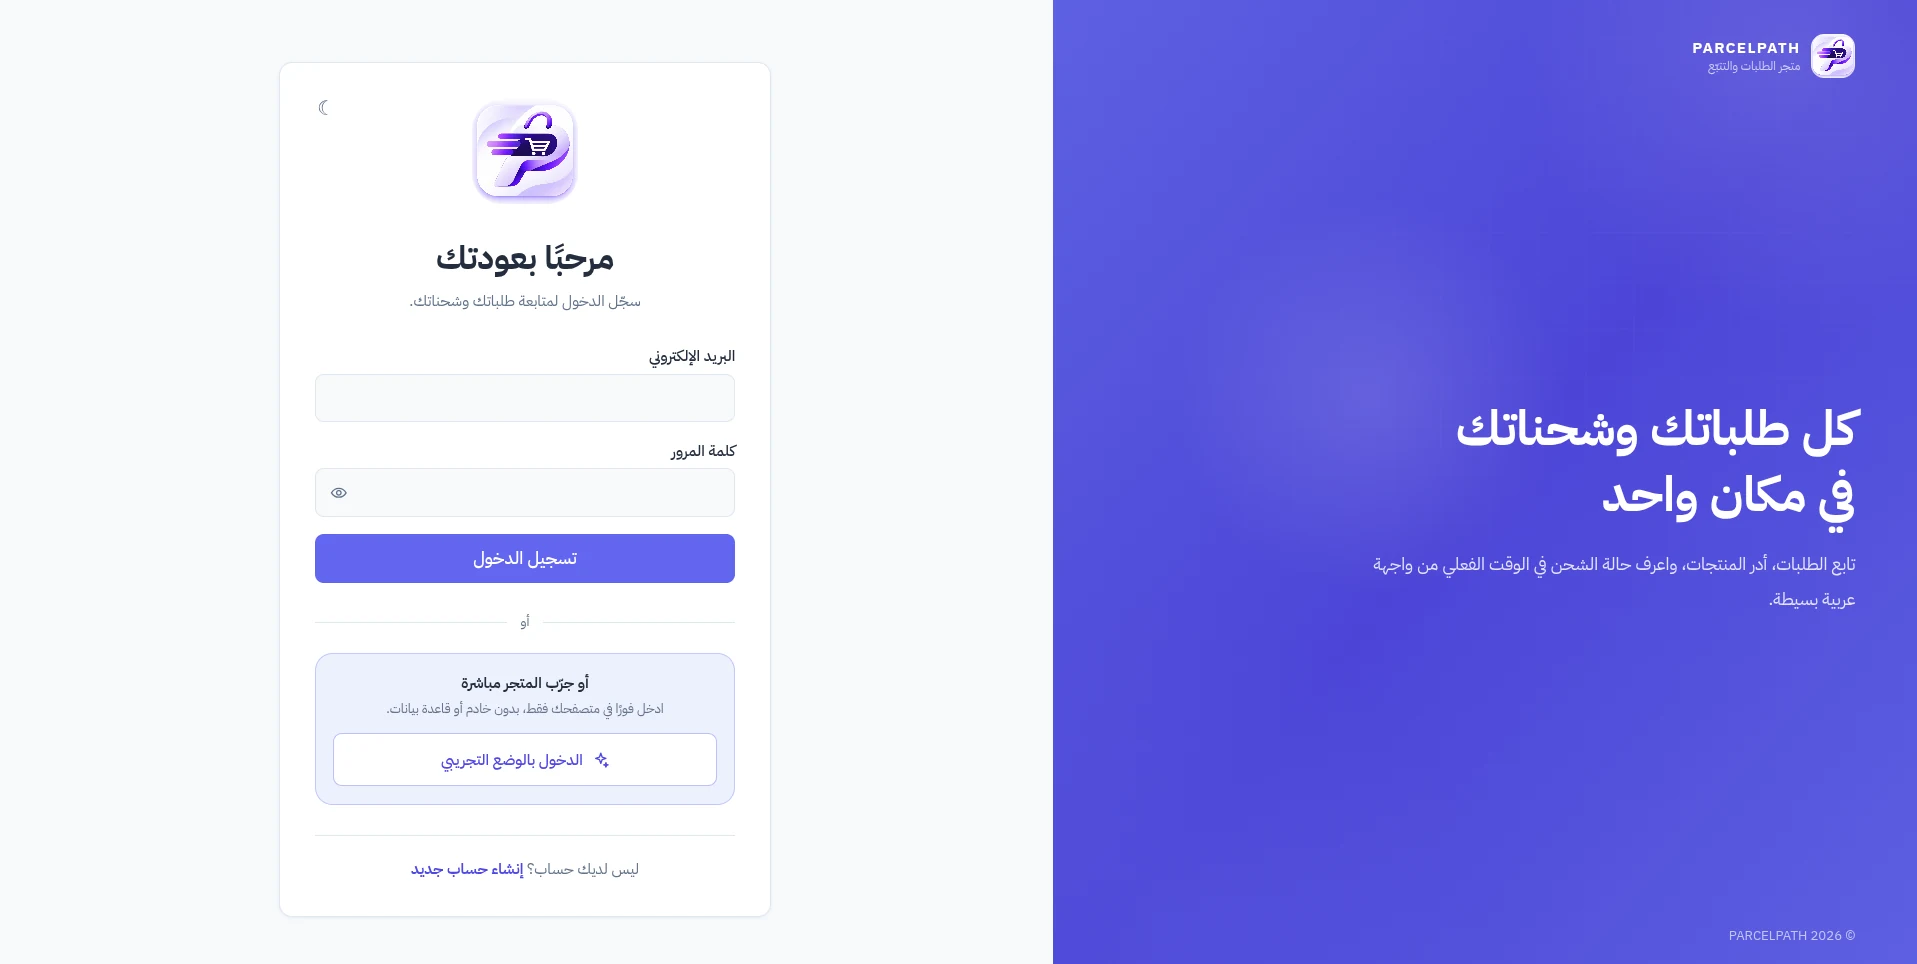 PARCELPATH
متجر الطلبات والتتبّع
كل طلباتك وشحناتك
في مكان واحد
تابع الطلبات، أدر المنتجات، واعرف حالة الشحن في الوقت الفعلي من واجهة
عربية بسيطة.
© 2026 PARCELPATH
مرحبًا بعودتك
سجّل الدخول لمتابعة طلباتك وشحناتك.
البريد الإلكتروني
كلمة المرور
تسجيل الدخول
أو
أو جرّب المتجر مباشرة
ادخل فورًا في متصفحك فقط، بدون خادم أو قاعدة بيانات.
الدخول بالوضع التجريبي
ليس لديك حساب؟ إنشاء حساب جديد